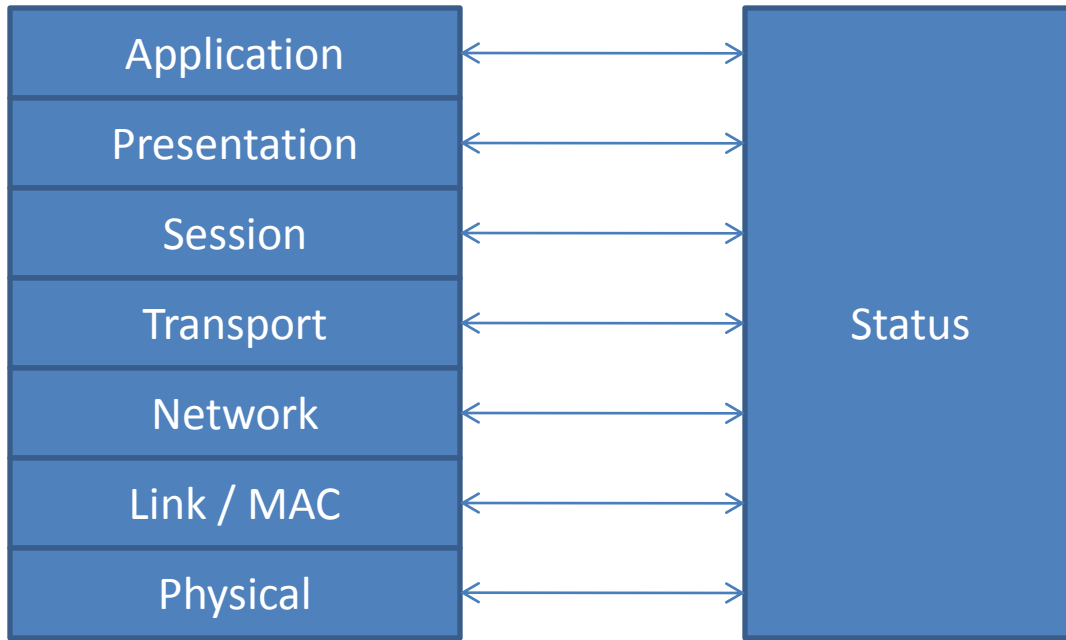 Application
Presentation
Session
Transport
Status
Network
Link / MAC
Physical